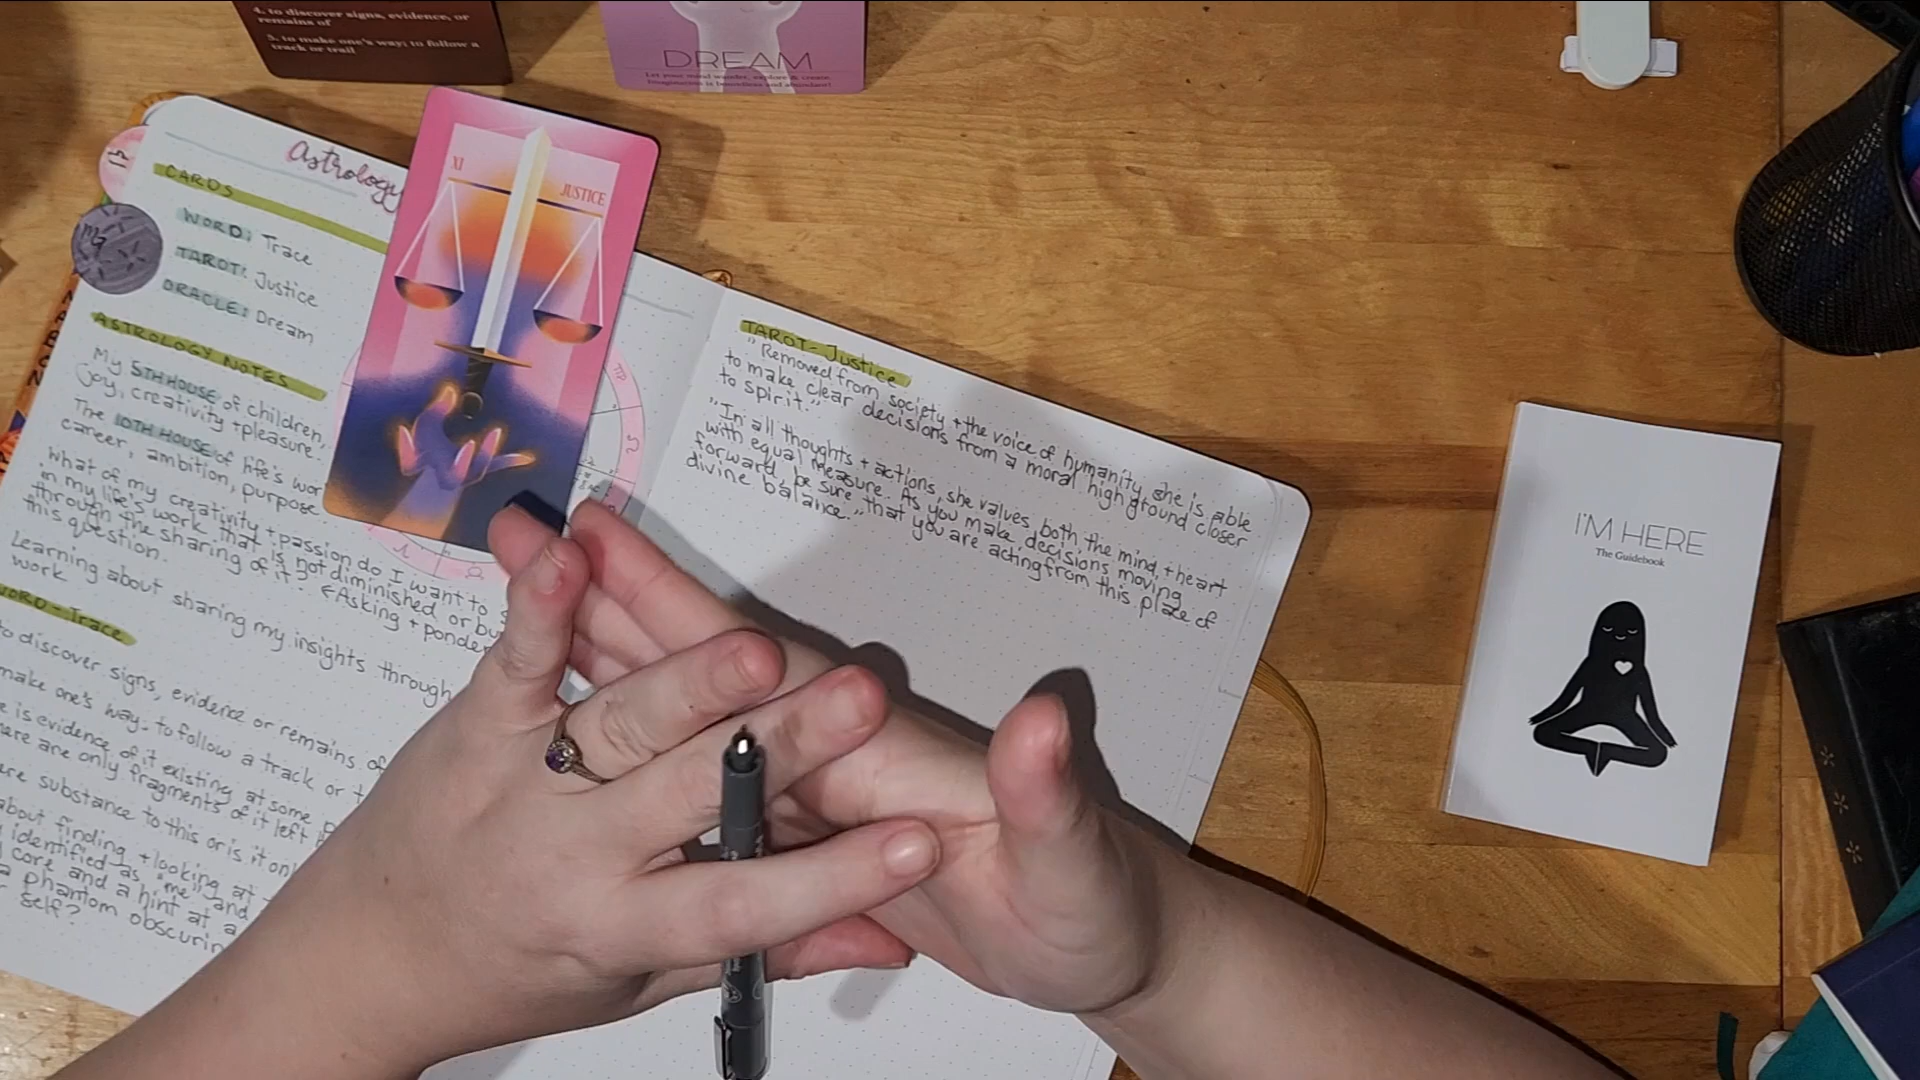 4. to discover signs, evidence, or
remains of
5. to make one's way; to follow a
track or trail
DREAM
Let your mind wander, explore & create.
Imagination is boundless and abundant!
Astrology
CARDS
WORD: Trace
TAROT: Justice
ORACLE: Dream
ASTROLOGY NOTES
My 5TH HOUSE of children,
joy, creativity + pleasure.
The 10TH HOUSE of life's wor
career, ambition, purpose.
What of my creativity + passion do I want to
in my life's work that is not diminished or bu
through the sharing of it. ← Asking + ponder
this question.
Learning about sharing my insights through
work
WORD - Trace
to discover signs, evidence or remains of
make one's way; to follow a track or t
e is evidence of it existing at some p
here are only fragments of it left
ere substance to this or is it onl
about finding + looking at
identified as "me" and
core and a hint at a
a phantom obscurin
self?
XI
JUSTICE
TAROT - Justice
"Removed from society + the voice of humanity, she is able
to make clear decisions from a moral high ground closer
to spirit."
"In all thoughts + actions, she values both the mind + heart
with equal measure. As you make decisions moving
forward, be sure that you are acting from this place of
divine balance."
I'M HERE
The Guidebook